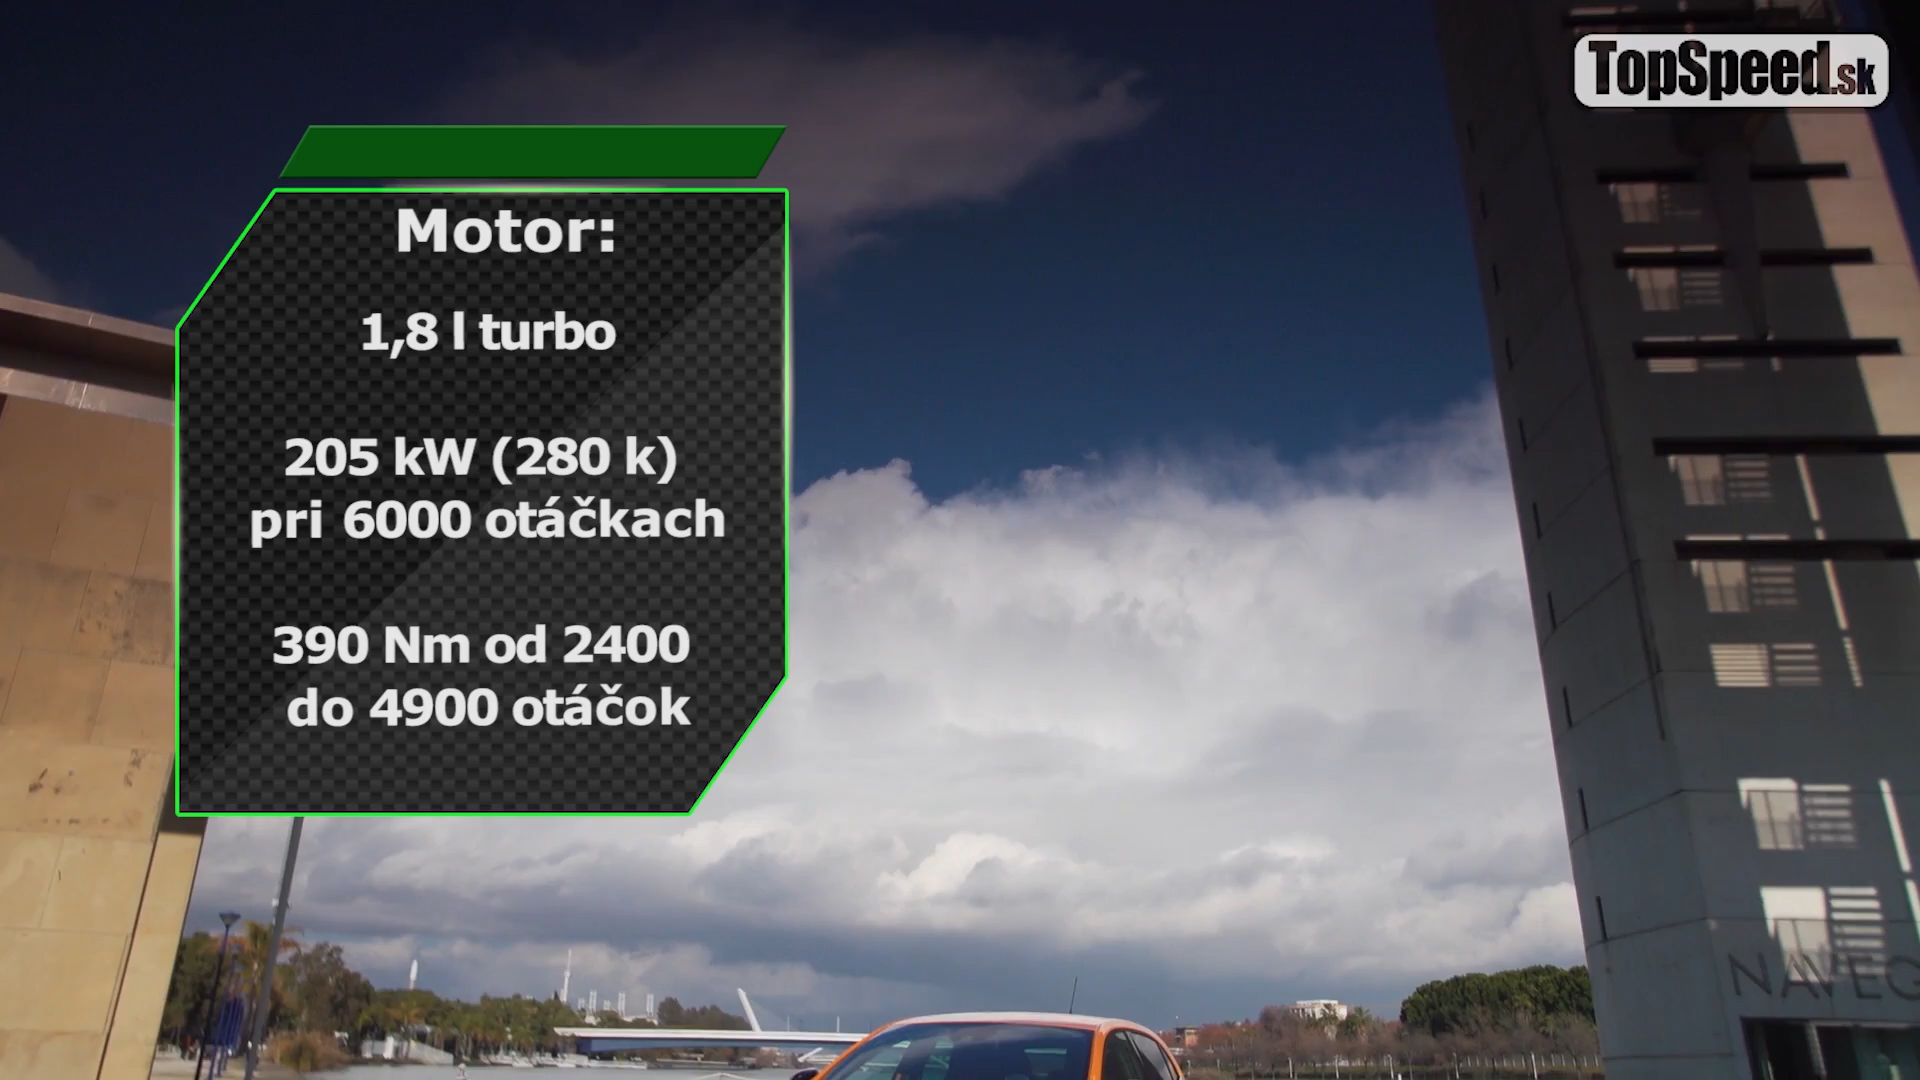 TopSpeed.sk
Motor:
1,8 l turbo
205 kW (280 k)
pri 6000 otáčkach
390 Nm od 2400
do 4900 otáčok
NAVEG